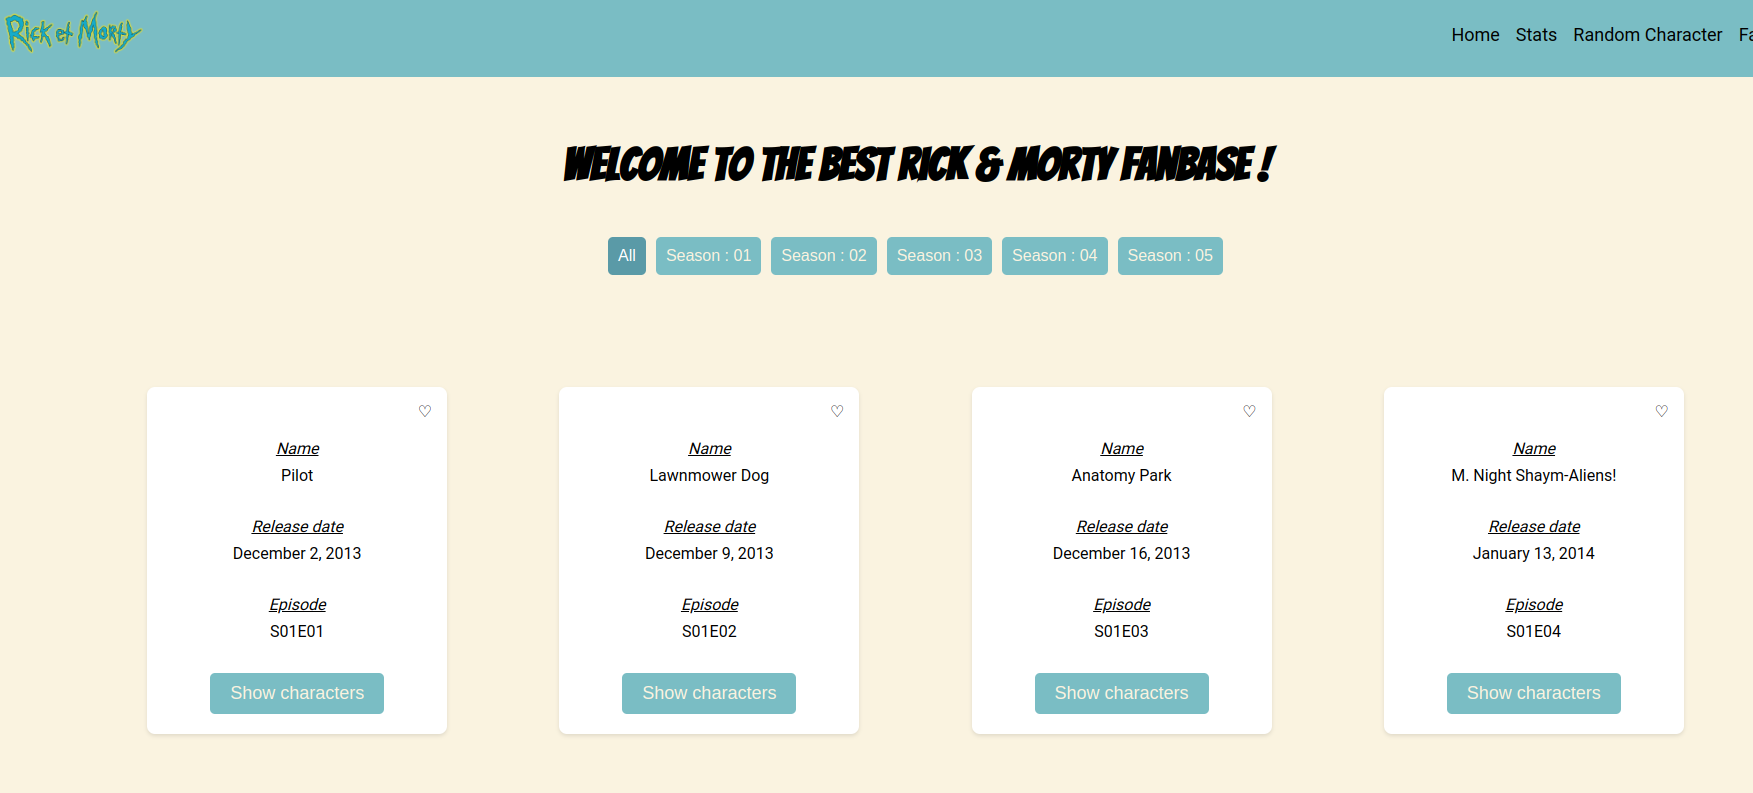 Rick et Morty
Home Stats Random Character Fa
WELCOME TO THE BEST RICK & MORTY FANBASE !
All Season : 01 Season : 02 Season : 03 Season : 04 Season : 05
Name
Pilot
Release date
December 2, 2013
Episode
S01E01
Show characters
Name
Lawnmower Dog
Release date
December 9, 2013
Episode
S01E02
Show characters
Name
Anatomy Park
Release date
December 16, 2013
Episode
S01E03
Show characters
Name
M. Night Shaym-Aliens!
Release date
January 13, 2014
Episode
S01E04
Show characters